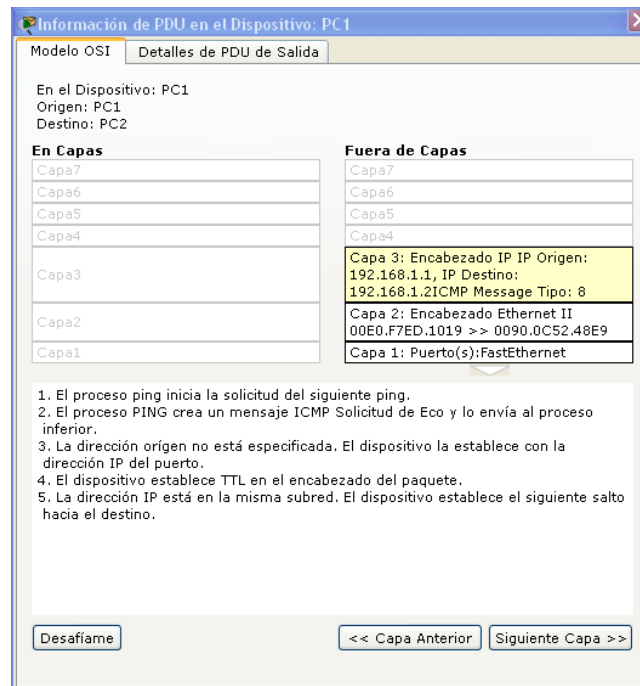 Información de PDU en el Dispositivo: PC1
Modelo OSI
Detalles de PDU de Salida
En el Dispositivo: PC1
Origen: PC1
Destino: PC2
En Capas
Capa7
Capa6
Capa5
Capa4
Capa3
Capa2
Capa1
Fuera de Capas
Capa7
Capa6
Capa5
Capa4
Capa 3: Encabezado IP IP Origen:
192.168.1.1, IP Destino:
192.168.1.2ICMP Message Tipo: 8
Capa 2: Encabezado Ethernet II
00E0.F7ED.1019 >> 0090.0C52.48E9
Capa 1: Puerto(s):FastEthernet
1. El proceso ping inicia la solicitud del siguiente ping.
2. El proceso PING crea un mensaje ICMP Solicitud de Eco y lo envía al proceso
inferior.
3. La dirección orígen no está especificada. El dispositivo la establece con la
dirección IP del puerto.
4. El dispositivo establece TTL en el encabezado del paquete.
5. La dirección IP está en la misma subred. El dispositivo establece el siguiente salto
hacia el destino.
Desafíame
<< Capa Anterior
Siguiente Capa >>